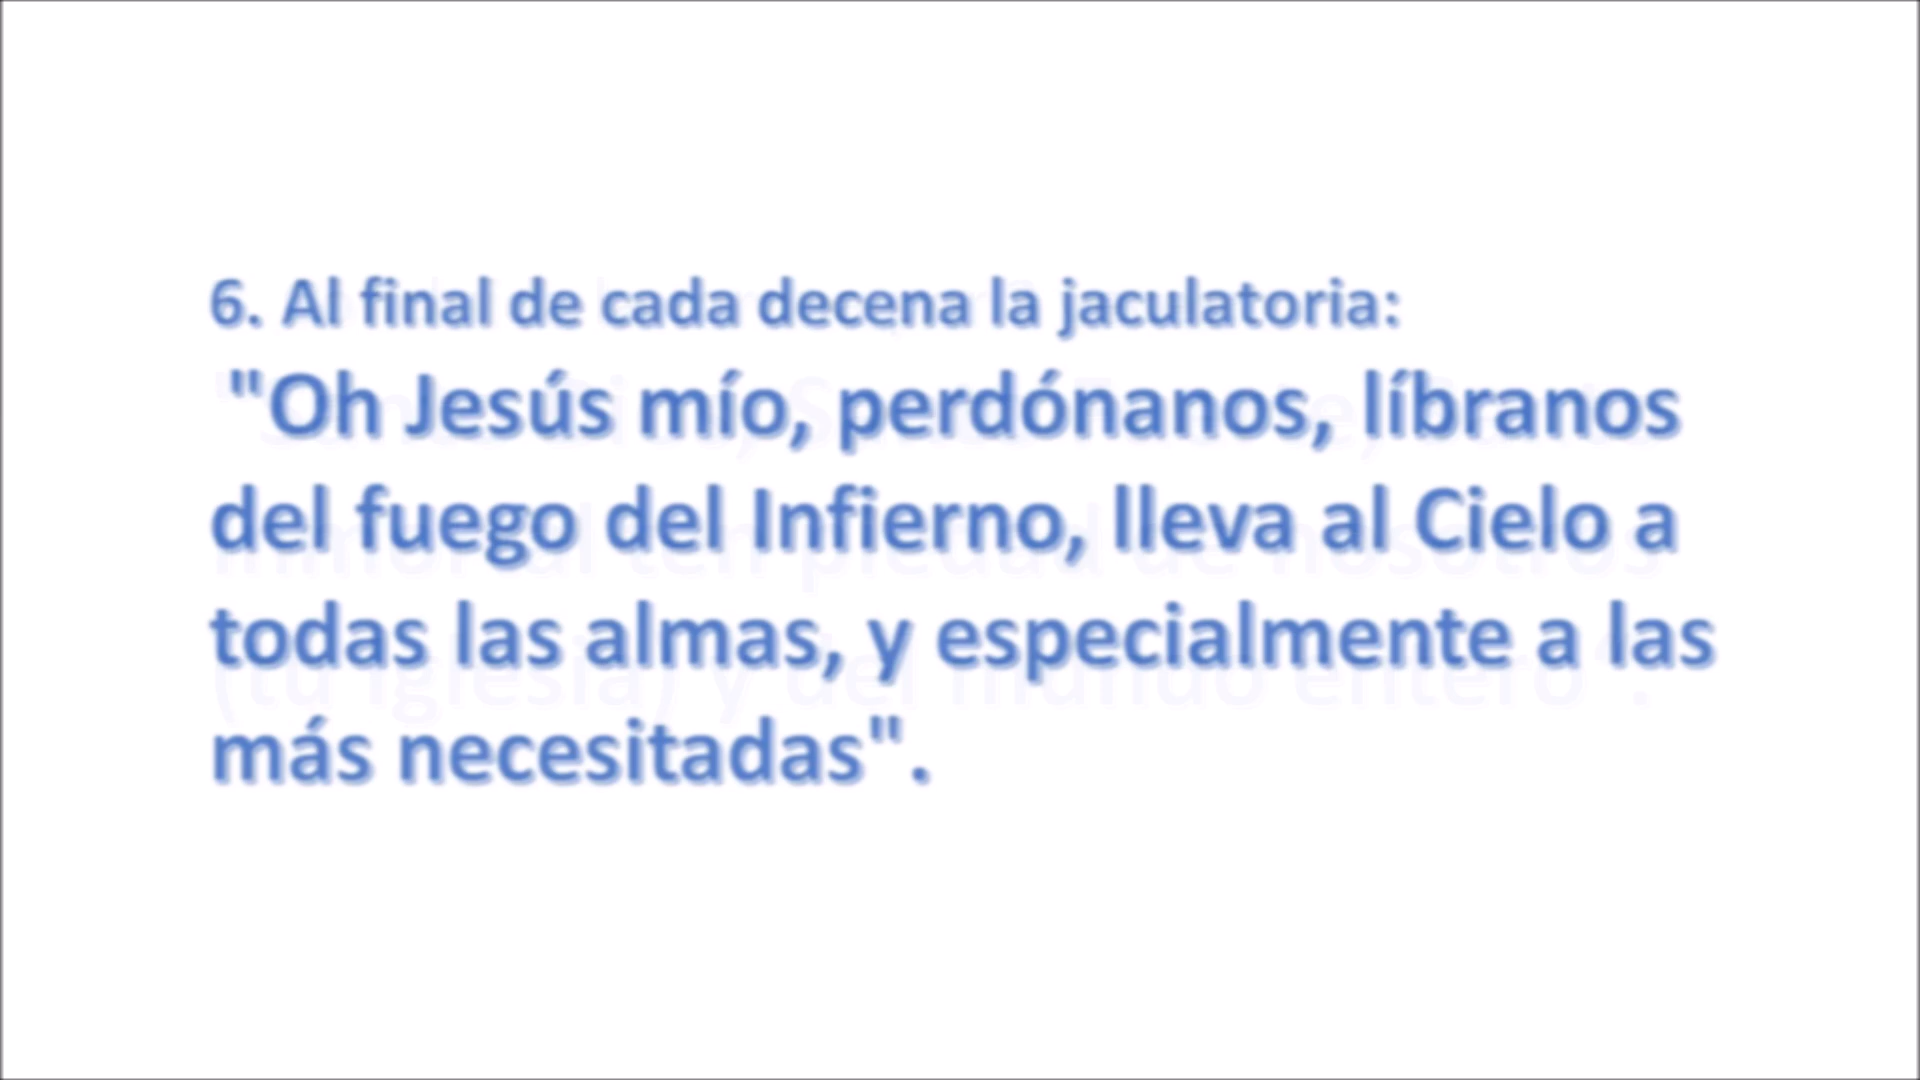 6. Al final de cada decena la jaculatoria:
"Oh Jesús mío, perdónanos, líbranos
del fuego del Infierno, lleva al Cielo a
todas las almas, y especialmente a las
más necesitadas".